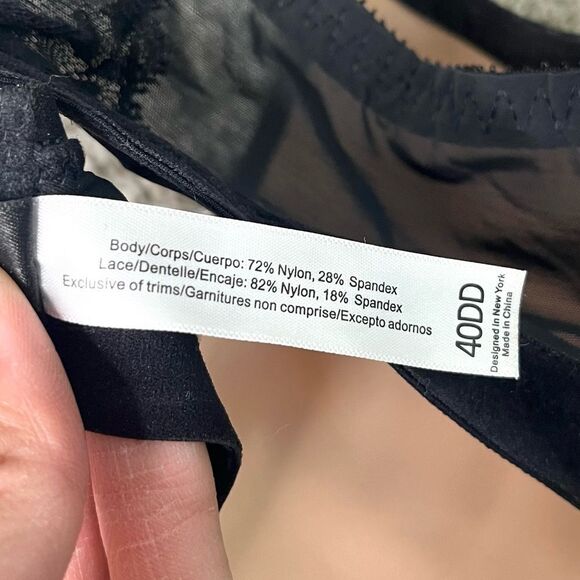 Body/Corps/Cuerpo: 72% Nylon, 28% Spandex
Lace/Dentelle/Encaje: 82% Nylon, 18% Spandex
Exclusive of trims/Garnitures non comprise/Excepto adornos
40DD
Designed in New York
Made in China